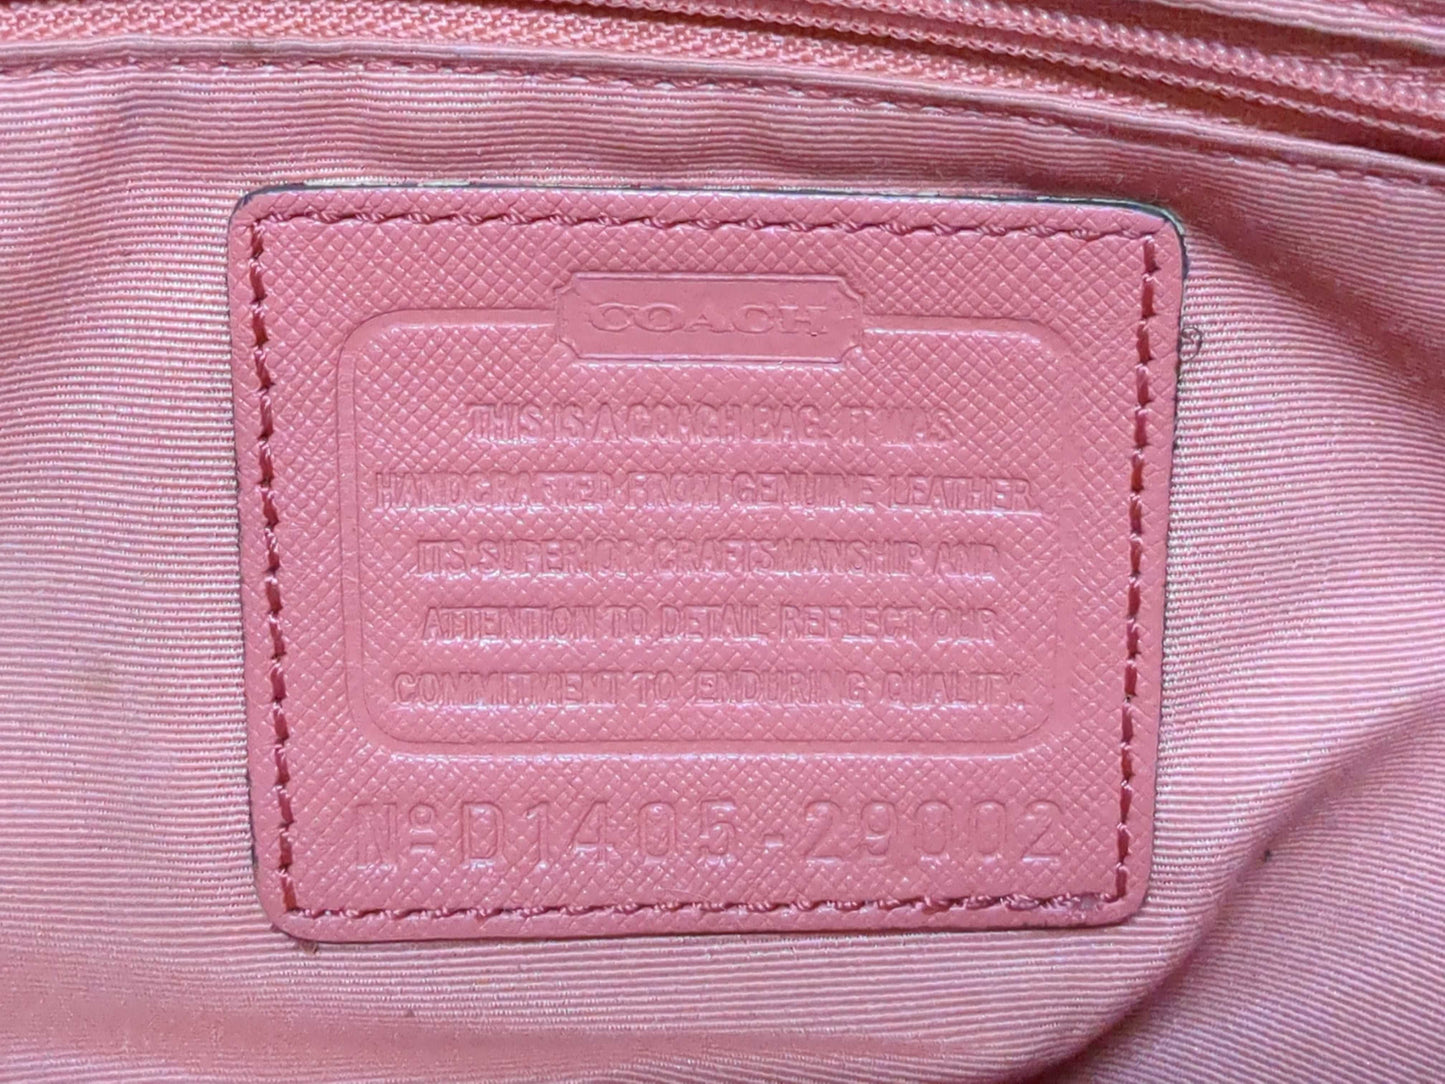 COACH
THIS IS A COACH BAG. IT WAS
HANDCRAFTED FROM GENUINE LEATHER.
ITS SUPERIOR CRAFTSMANSHIP AND
ATTENTION TO DETAIL REFLECT OUR
COMMITMENT TO ENDURING QUALITY.
Nº D1405-29002